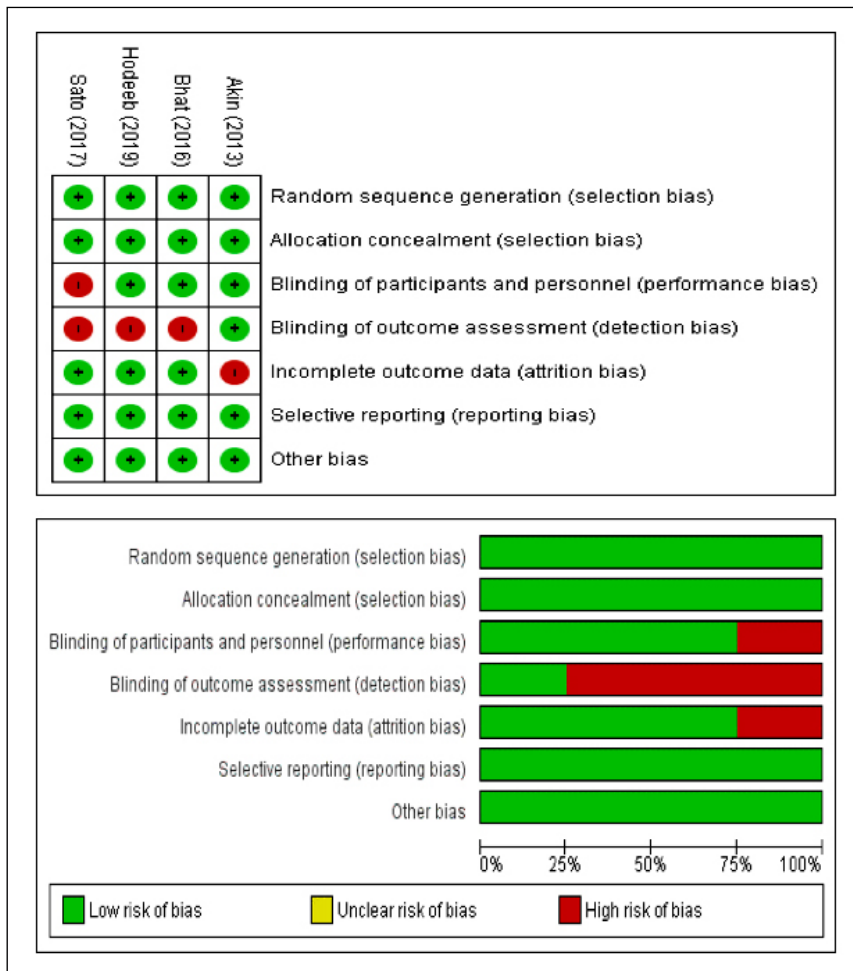 Sato (2017)
Hodeeb (2019)
Bhat (2016)
Akin (2013)
+ + + + Random sequence generation (selection bias)
+ + + + Allocation concealment (selection bias)
- + + + Blinding of participants and personnel (performance bias)
- - - + Blinding of outcome assessment (detection bias)
+ + + - Incomplete outcome data (attrition bias)
+ + + + Selective reporting (reporting bias)
+ + + + Other bias
Random sequence generation (selection bias)
Allocation concealment (selection bias)
Blinding of participants and personnel (performance bias)
Blinding of outcome assessment (detection bias)
Incomplete outcome data (attrition bias)
Selective reporting (reporting bias)
Other bias
0% 25% 50% 75% 100%
Low risk of bias Unclear risk of bias High risk of bias